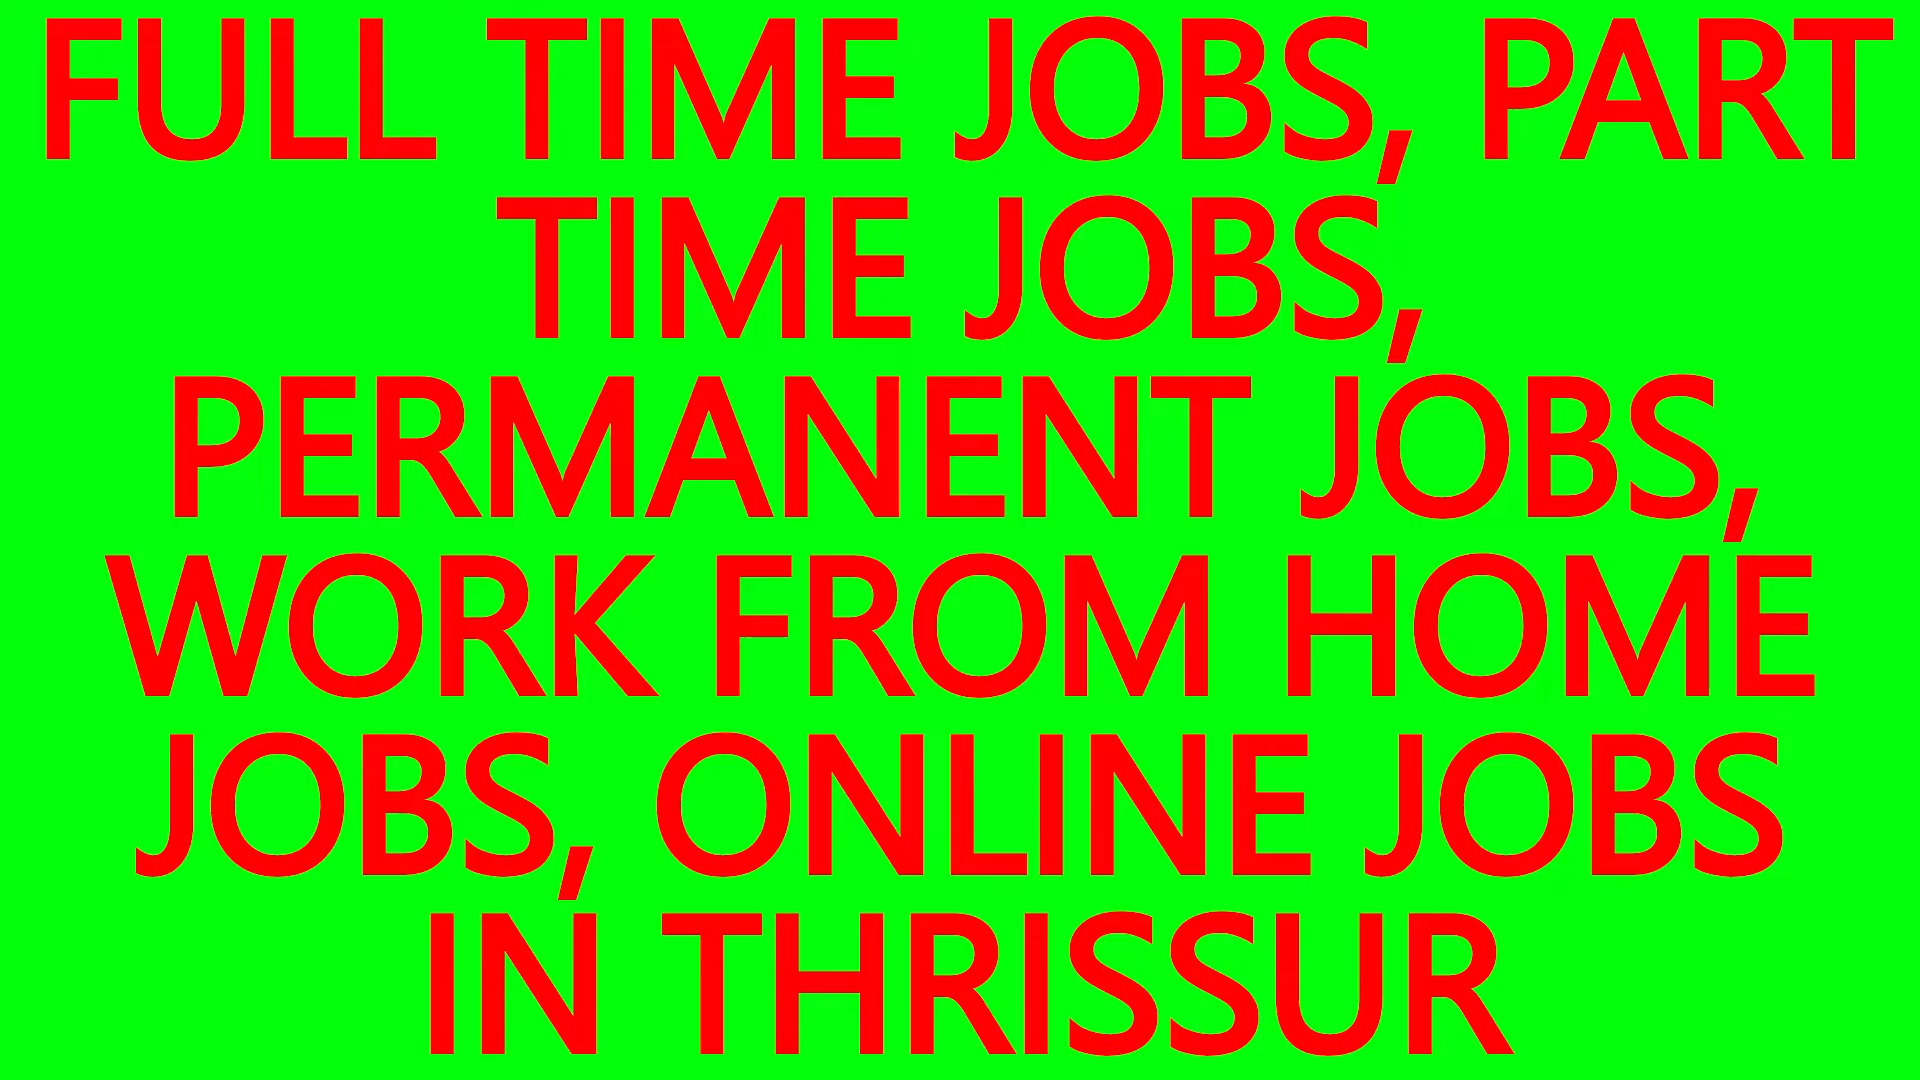 FULL TIME JOBS, PART
TIME JOBS,
PERMANENT JOBS,
WORK FROM HOME
JOBS, ONLINE JOBS
IN THRISSUR